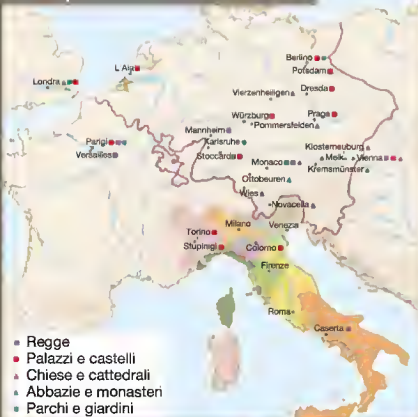 Berlino
Potsdam
L'Aia
Londra
Dresda
Vierzenheiligen
Würzburg
Praga
Pommersfelden
Mannheim
Karlsruhe
Klosterneuburg
Parigi
Versailles
Stoccarda
Monaco
Melk
Vienna
Kremsmünster
Ottobeuren
Wies
Novacella
Milano
Venezia
Torino
Stupinigi
Colorno
Firenze
Roma
Caserta
Regge
Palazzi e castelli
Chiese e cattedrali
Abbazie e monasteri
Parchi e giardini